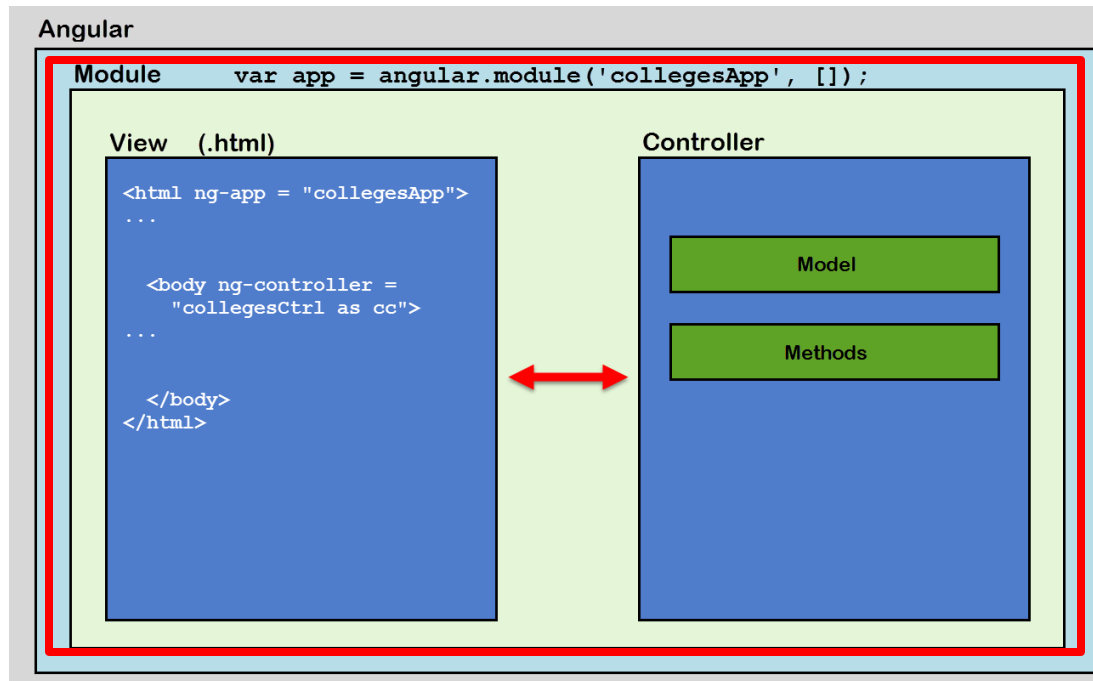 Angular
Module var app = angular.module('collegesApp', []);
View (.html)
<html ng-app = "collegesApp">
...
<body ng-controller =
"collegesCtrl as cc">
...
</body>
</html>
Controller
Model
Methods